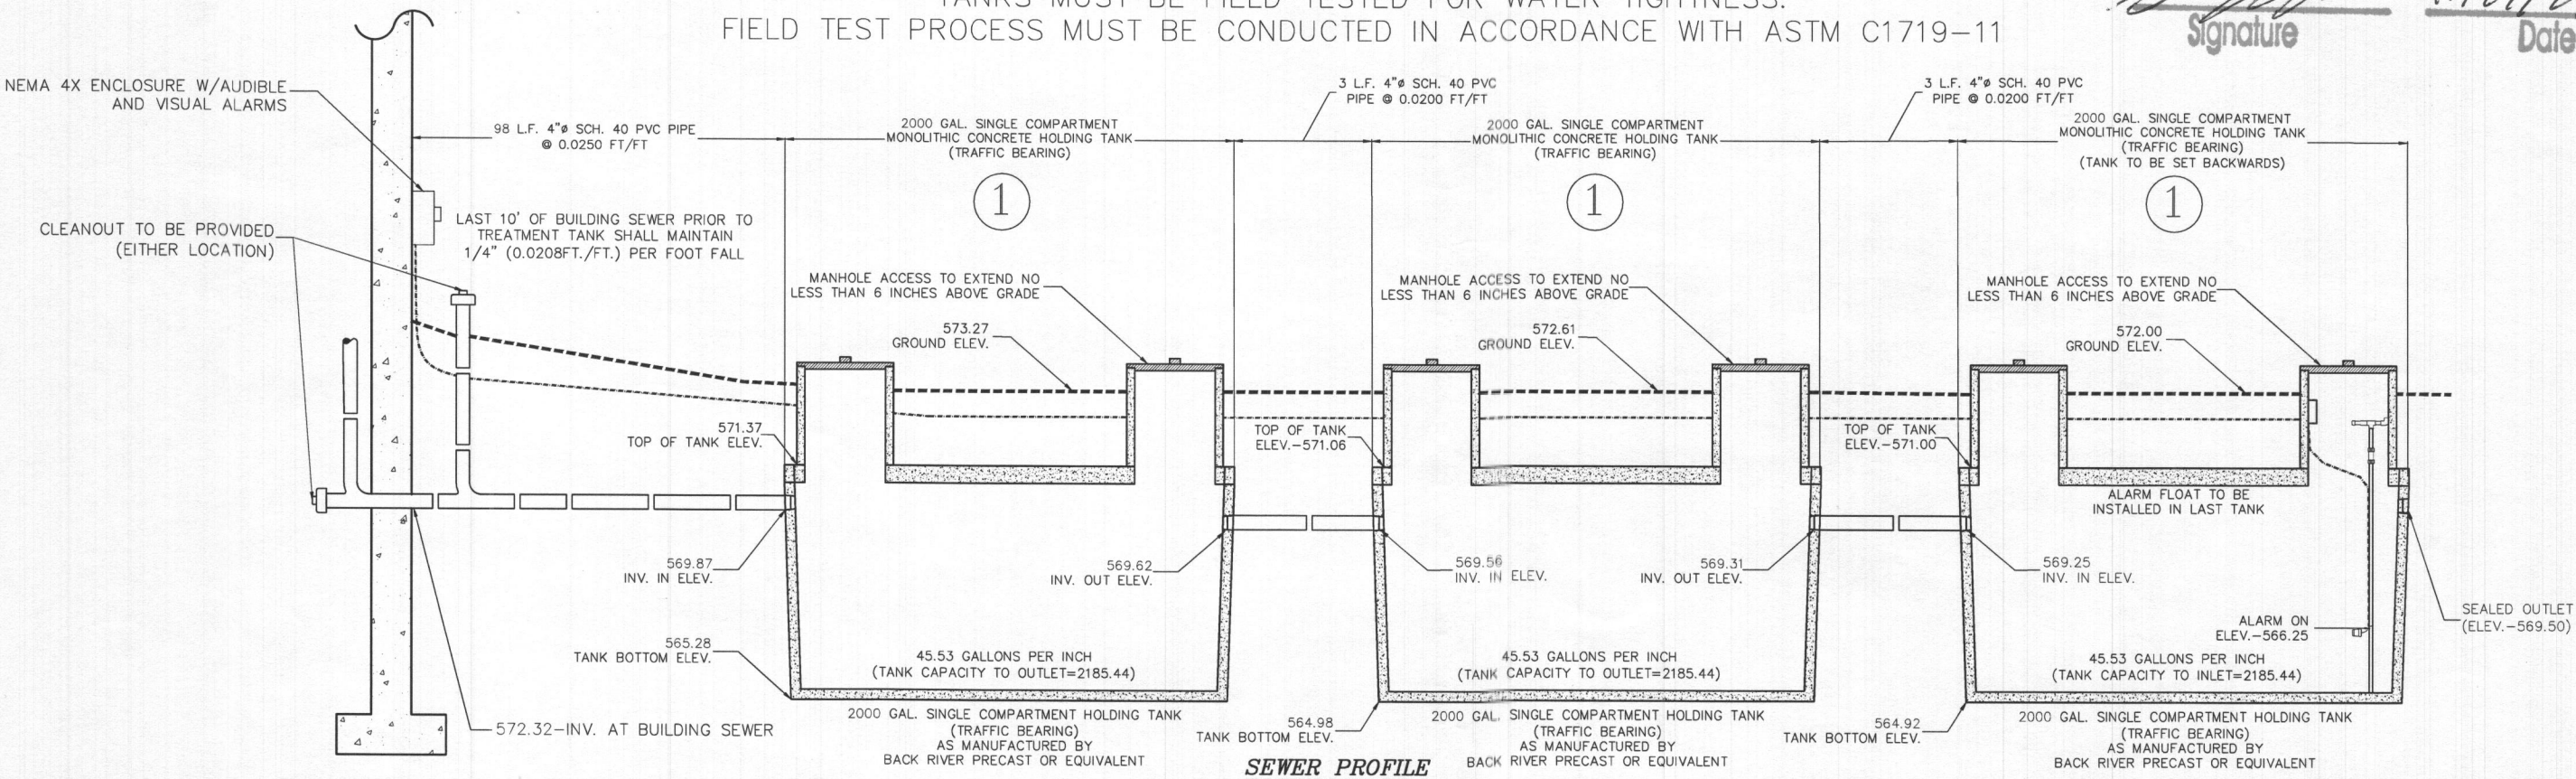 TANKS MUST BE FIELD TESTED FOR WATER TIGHTNESS.
FIELD TEST PROCESS MUST BE CONDUCTED IN ACCORDANCE WITH ASTM C1719-11
Signature
Date
NEMA 4X ENCLOSURE W/AUDIBLE
AND VISUAL ALARMS
98 L.F. 4"ø SCH. 40 PVC PIPE
@ 0.0250 FT/FT
2000 GAL. SINGLE COMPARTMENT
MONOLITHIC CONCRETE HOLDING TANK
(TRAFFIC BEARING)
1
3 L.F. 4"ø SCH. 40 PVC
PIPE @ 0.0200 FT/FT
2000 GAL. SINGLE COMPARTMENT
MONOLITHIC CONCRETE HOLDING TANK
(TRAFFIC BEARING)
1
3 L.F. 4"ø SCH. 40 PVC
PIPE @ 0.0200 FT/FT
2000 GAL. SINGLE COMPARTMENT
MONOLITHIC CONCRETE HOLDING TANK
(TRAFFIC BEARING)
(TANK TO BE SET BACKWARDS)
1
CLEANOUT TO BE PROVIDED
(EITHER LOCATION)
LAST 10' OF BUILDING SEWER PRIOR TO
TREATMENT TANK SHALL MAINTAIN
1/4" (0.0208FT./FT.) PER FOOT FALL
MANHOLE ACCESS TO EXTEND NO
LESS THAN 6 INCHES ABOVE GRADE
573.27
GROUND ELEV.
MANHOLE ACCESS TO EXTEND NO
LESS THAN 6 INCHES ABOVE GRADE
572.61
GROUND ELEV.
MANHOLE ACCESS TO EXTEND NO
LESS THAN 6 INCHES ABOVE GRADE
572.00
GROUND ELEV.
571.37
TOP OF TANK ELEV.
TOP OF TANK
ELEV.-571.06
TOP OF TANK
ELEV.-571.00
ALARM FLOAT TO BE
INSTALLED IN LAST TANK
569.87
INV. IN ELEV.
569.62
INV. OUT ELEV.
569.56
INV. IN ELEV.
569.31
INV. OUT ELEV.
569.25
INV. IN ELEV.
SEALED OUTLET
(ELEV.-569.50)
ALARM ON
ELEV.-566.25
565.28
TANK BOTTOM ELEV.
45.53 GALLONS PER INCH
(TANK CAPACITY TO OUTLET=2185.44)
45.53 GALLONS PER INCH
(TANK CAPACITY TO OUTLET=2185.44)
45.53 GALLONS PER INCH
(TANK CAPACITY TO INLET=2185.44)
572.32-INV. AT BUILDING SEWER
2000 GAL. SINGLE COMPARTMENT HOLDING TANK
(TRAFFIC BEARING)
AS MANUFACTURED BY
BACK RIVER PRECAST OR EQUIVALENT
564.98
TANK BOTTOM ELEV.
2000 GAL. SINGLE COMPARTMENT HOLDING TANK
(TRAFFIC BEARING)
AS MANUFACTURED BY
BACK RIVER PRECAST OR EQUIVALENT
564.92
TANK BOTTOM ELEV.
2000 GAL. SINGLE COMPARTMENT HOLDING TANK
(TRAFFIC BEARING)
AS MANUFACTURED BY
BACK RIVER PRECAST OR EQUIVALENT
SEWER PROFILE